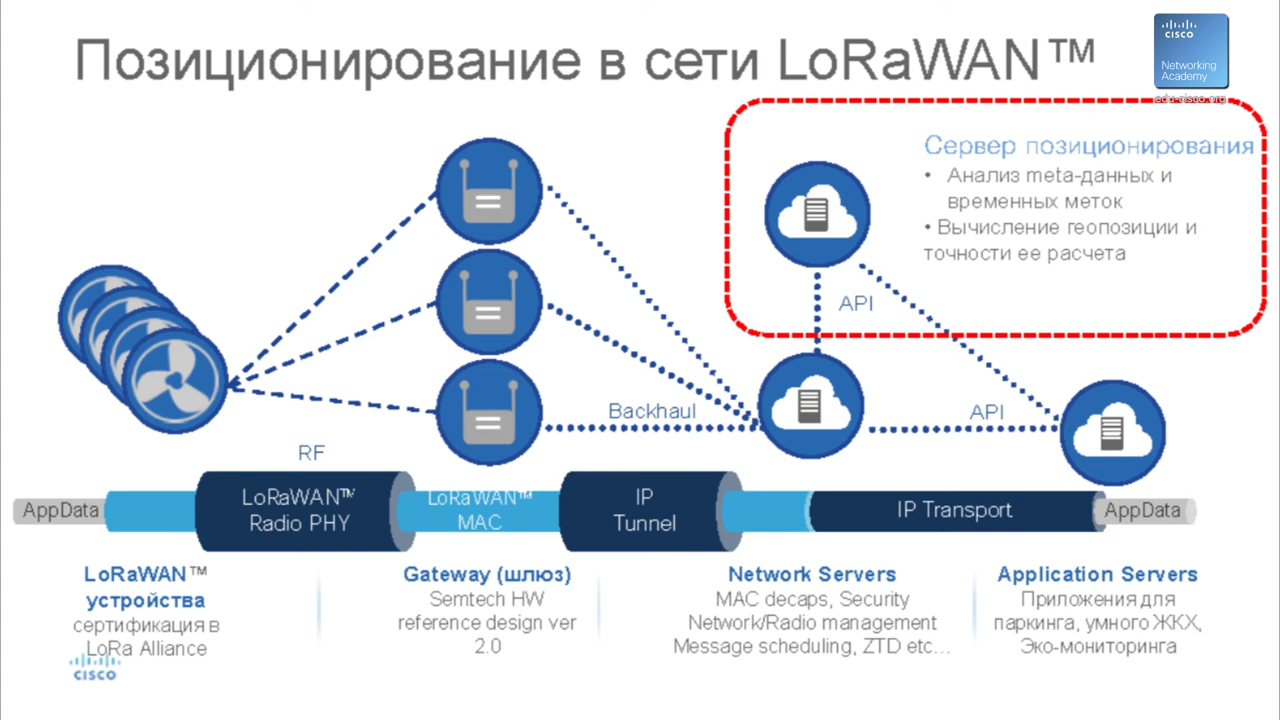 Позиционирование в сети LoRaWAN™
cisco
Networking
Academy
edu-cisco.org
Сервер позиционирования
• Анализ meta-данных и
временных меток
• Вычисление геопозиции и
точности ее расчета
API
Backhaul
API
RF
AppData
LoRaWAN™
Radio PHY
LoRaWAN™
MAC
IP
Tunnel
IP Transport
AppData
LoRaWAN™
устройства
сертификация в
LoRa Alliance
Gateway (шлюз)
Semtech HW
reference design ver
2.0
Network Servers
MAC decaps, Security
Network/Radio management
Message scheduling, ZTD etc…
Application Servers
Приложения для
паркинга, умного ЖКХ,
Эко-мониторинга
cisco